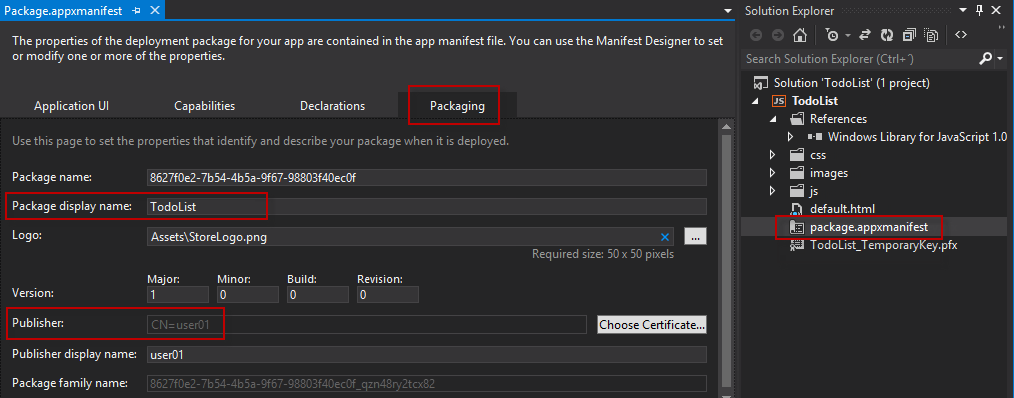 Package.appxmanifest
The properties of the deployment package for your app are contained in the app manifest file. You can use the Manifest Designer to set
or modify one or more of the properties.
Application UI Capabilities Declarations Packaging
Use this page to set the properties that identify and describe your package when it is deployed.
Package name: 8627f0e2-7b54-4b5a-9f67-98803f40ec0f
Package display name: TodoList
Logo: Assets\StoreLogo.png ...
Required size: 50 x 50 pixels
Major: Minor: Build: Revision:
Version: 1 0 0 0
Publisher: CN=user01 Choose Certificate...
Publisher display name: user01
Package family name: 8627f0e2-7b54-4b5a-9f67-98803f40ec0f_qzn48ry2tcx82
Solution Explorer
Search Solution Explorer (Ctrl+¨)
Solution 'TodoList' (1 project)
JS TodoList
References
Windows Library for JavaScript 1.0
css
images
js
default.html
package.appxmanifest
TodoList_TemporaryKey.pfx